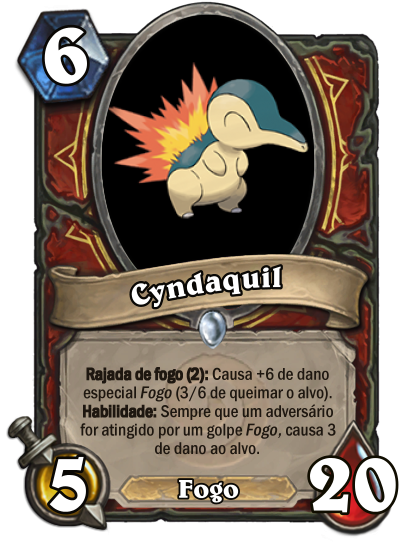 6
Cyndaquil
Rajada de fogo (2): Causa +6 de dano
especial Fogo (3/6 de queimar o alvo).
Habilidade: Sempre que um adversário
for atingido por um golpe Fogo, causa 3
de dano ao alvo.
5
Fogo
20